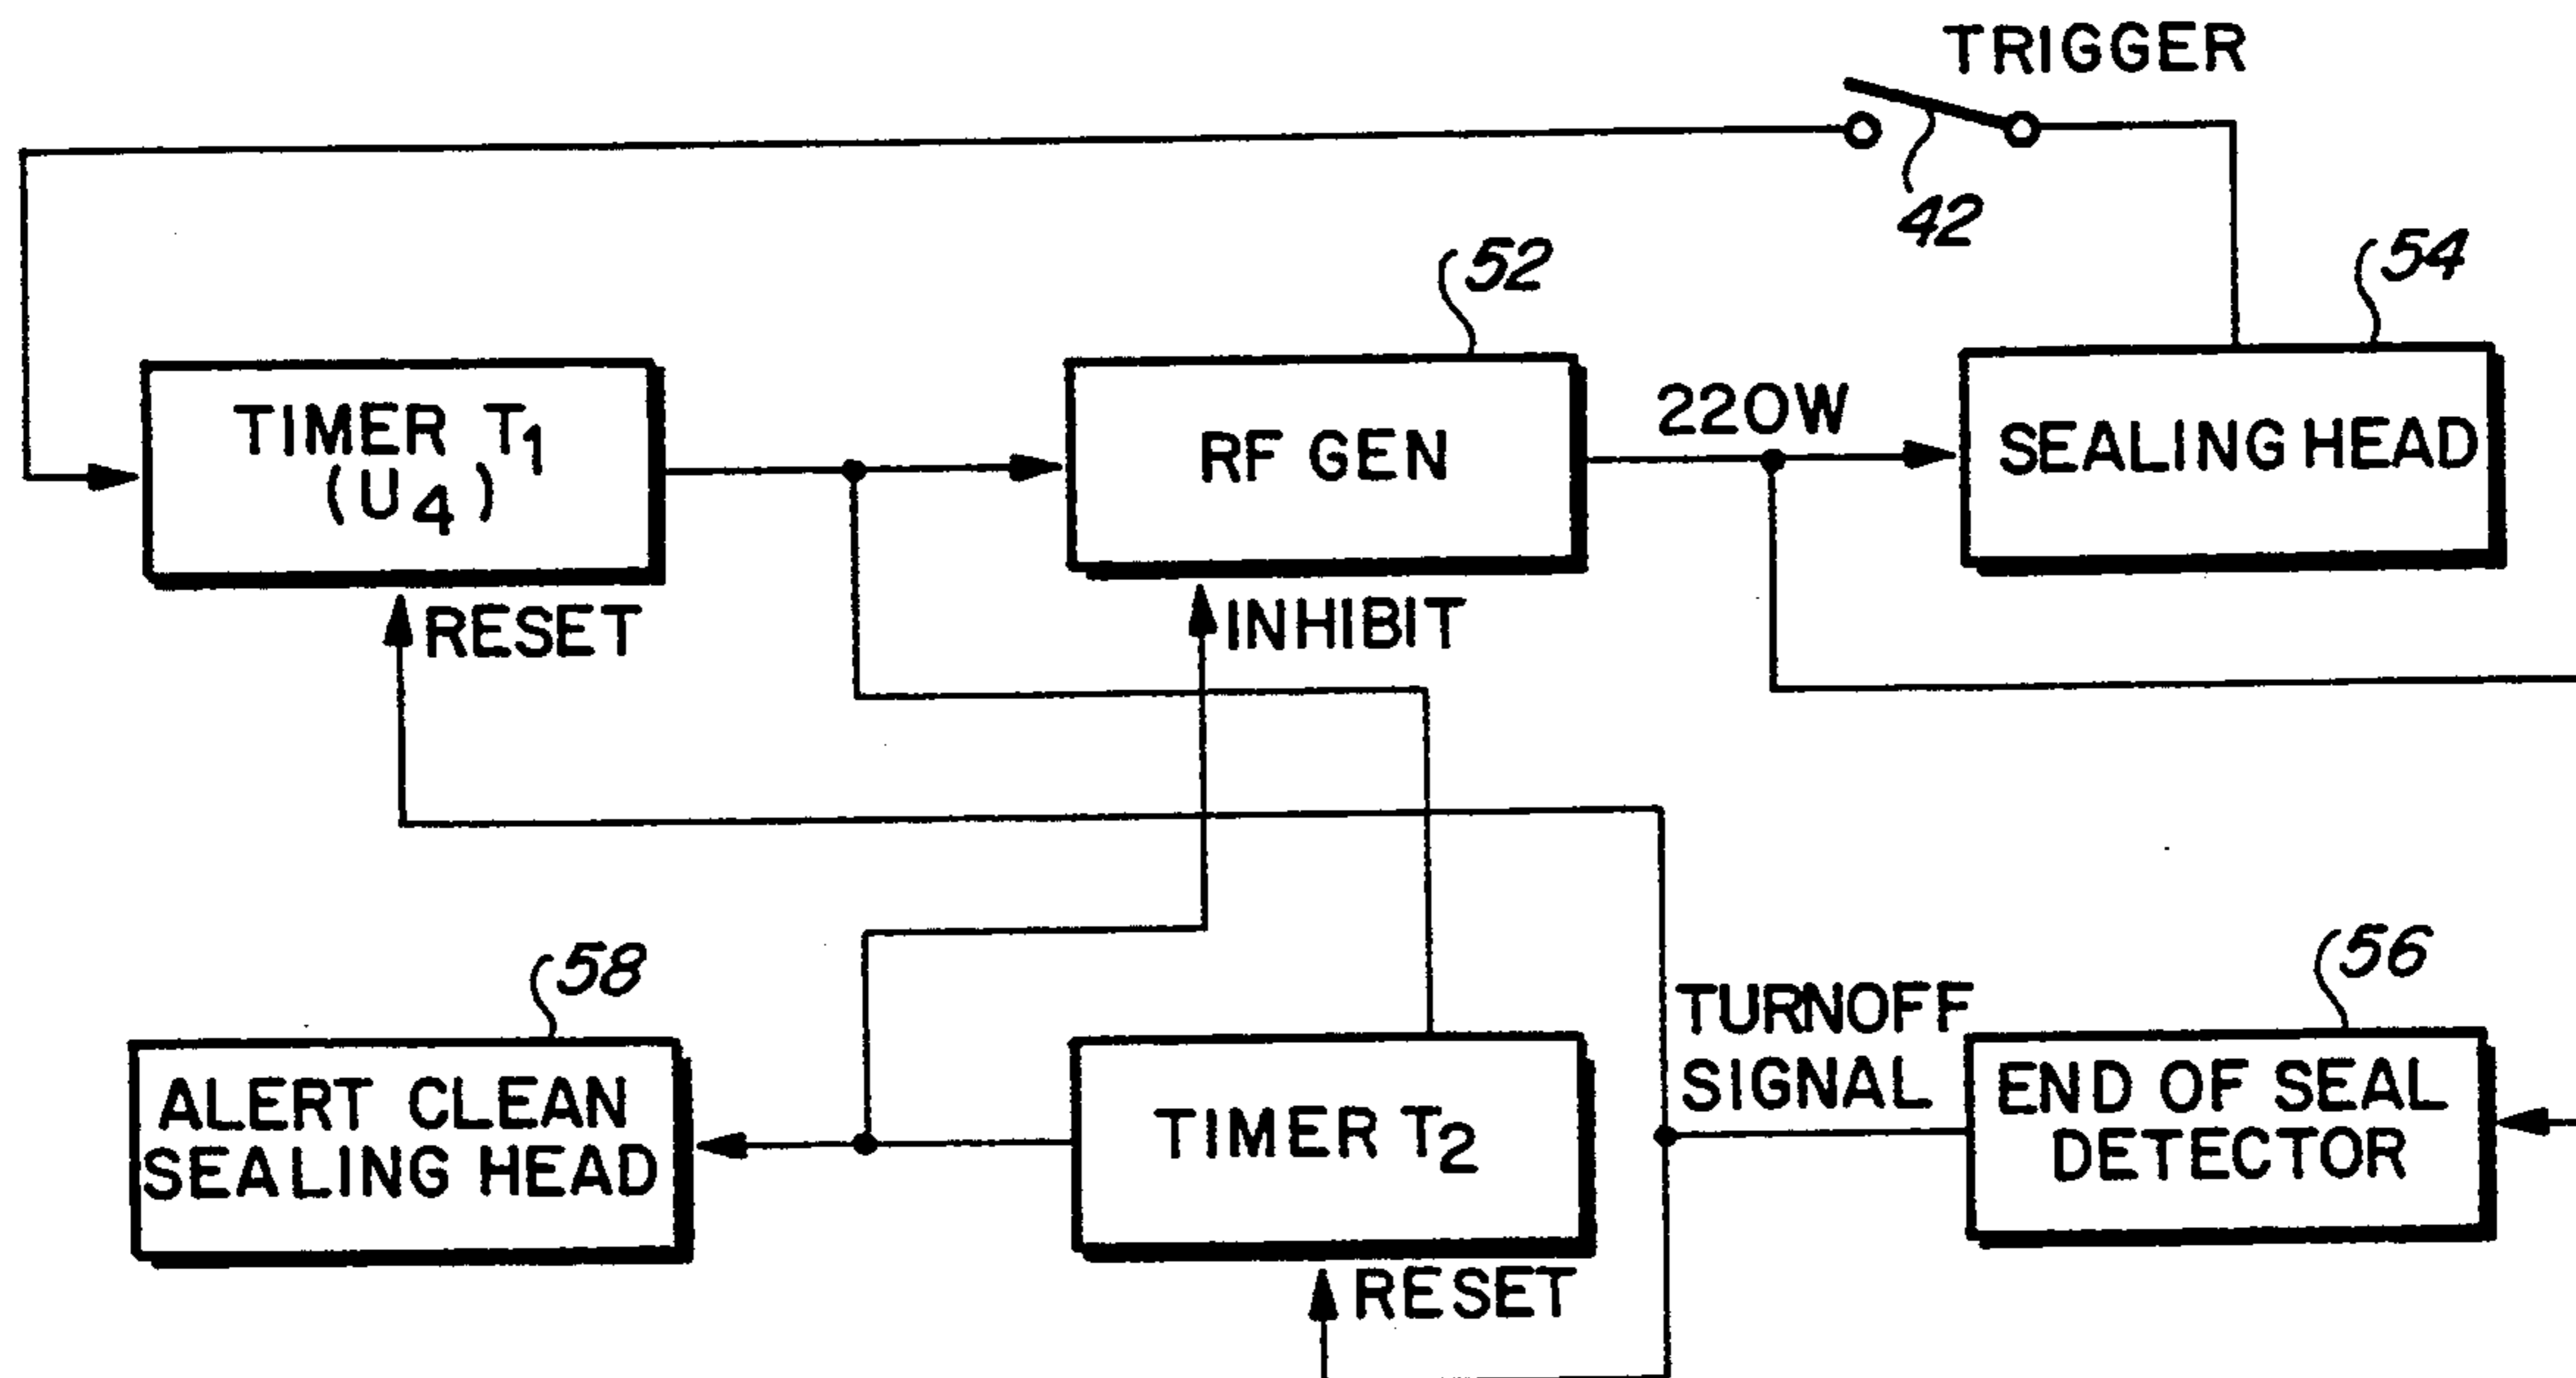 TRIGGER
42
52
54
TIMER T1
(U4)
RF GEN
220W
SEALING HEAD
RESET
INHIBIT
58
56
ALERT CLEAN
SEALING HEAD
TIMER T2
TURNOFF
SIGNAL
END OF SEAL
DETECTOR
RESET